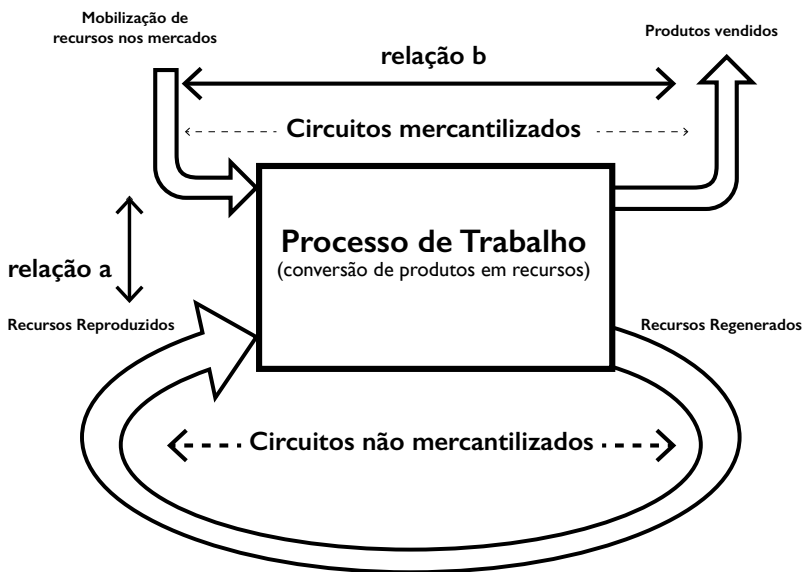 Mobilização de
recursos nos mercados
Produtos vendidos
relação b
Circuitos mercantilizados
Processo de Trabalho
(conversão de produtos em recursos)
relação a
Recursos Reproduzidos
Recursos Regenerados
Circuitos não mercantilizados